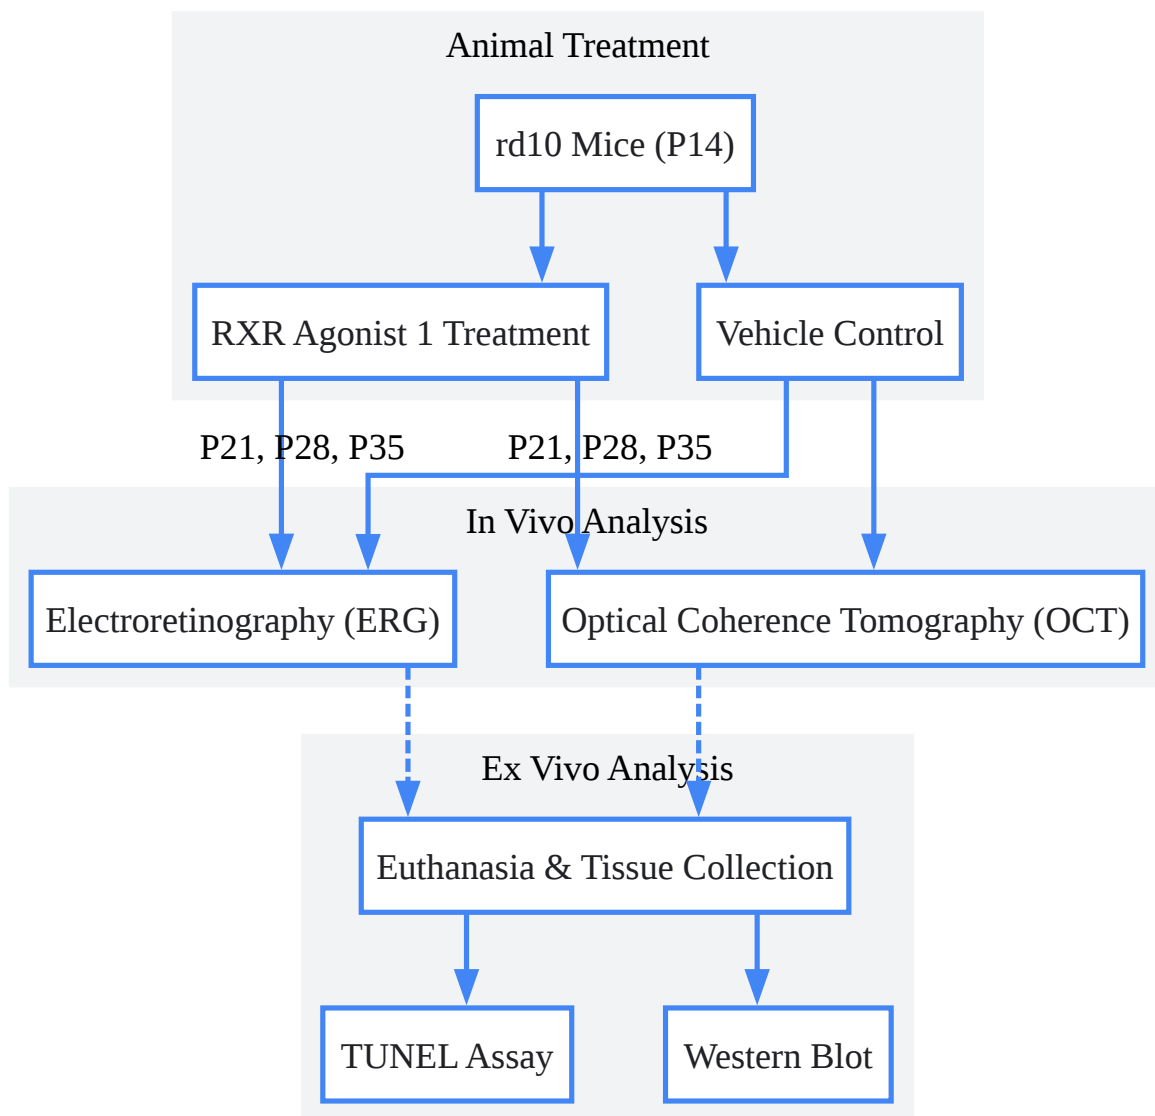 Animal Treatment
rd10 Mice (P14)
RXR Agonist 1 Treatment
Vehicle Control
P21, P28, P35
P21, P28, P35
In Vivo Analysis
Electroretinography (ERG)
Optical Coherence Tomography (OCT)
Ex Vivo Analysis
Euthanasia & Tissue Collection
TUNEL Assay
Western Blot